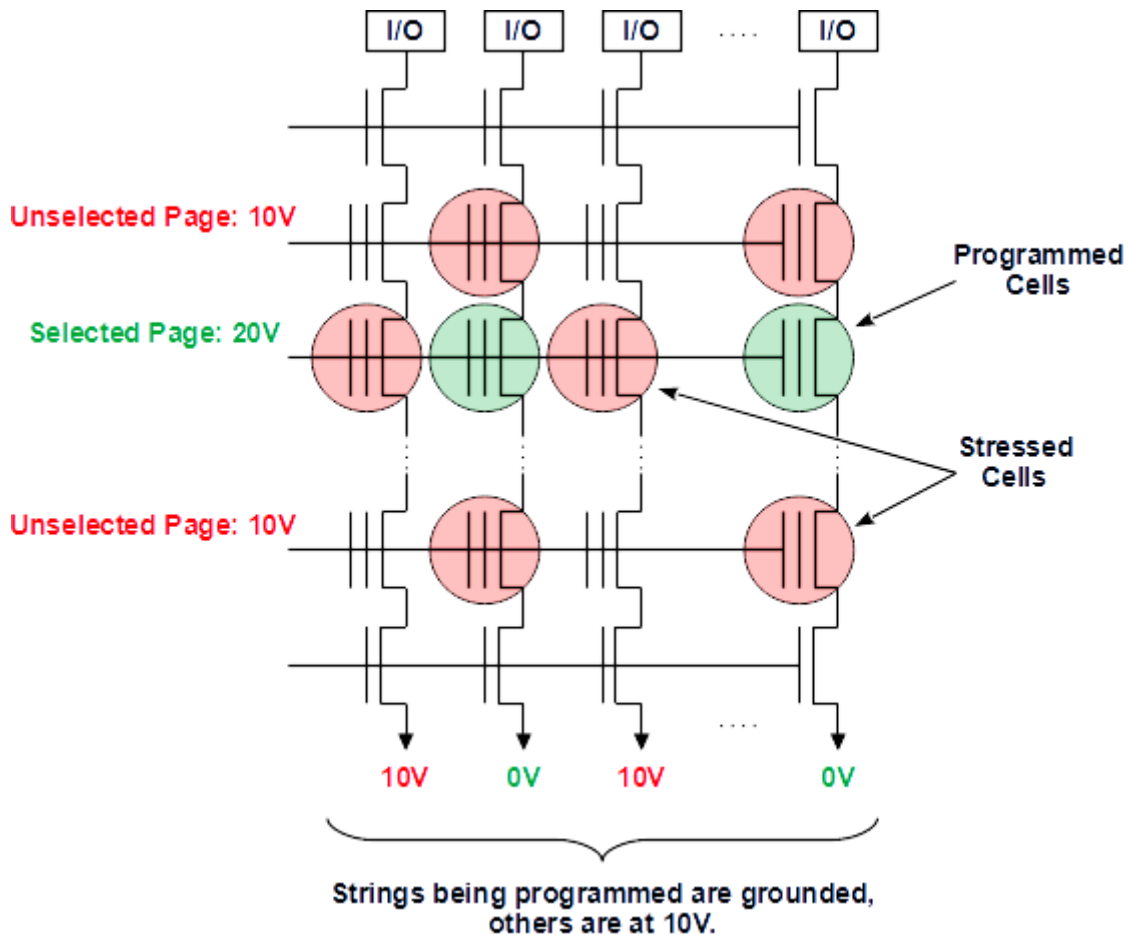 I/O I/O I/O .... I/O
Unselected Page: 10V
Programmed
Cells
Selected Page: 20V
Stressed
Cells
Unselected Page: 10V
....
10V 0V 10V 0V
Strings being programmed are grounded,
others are at 10V.